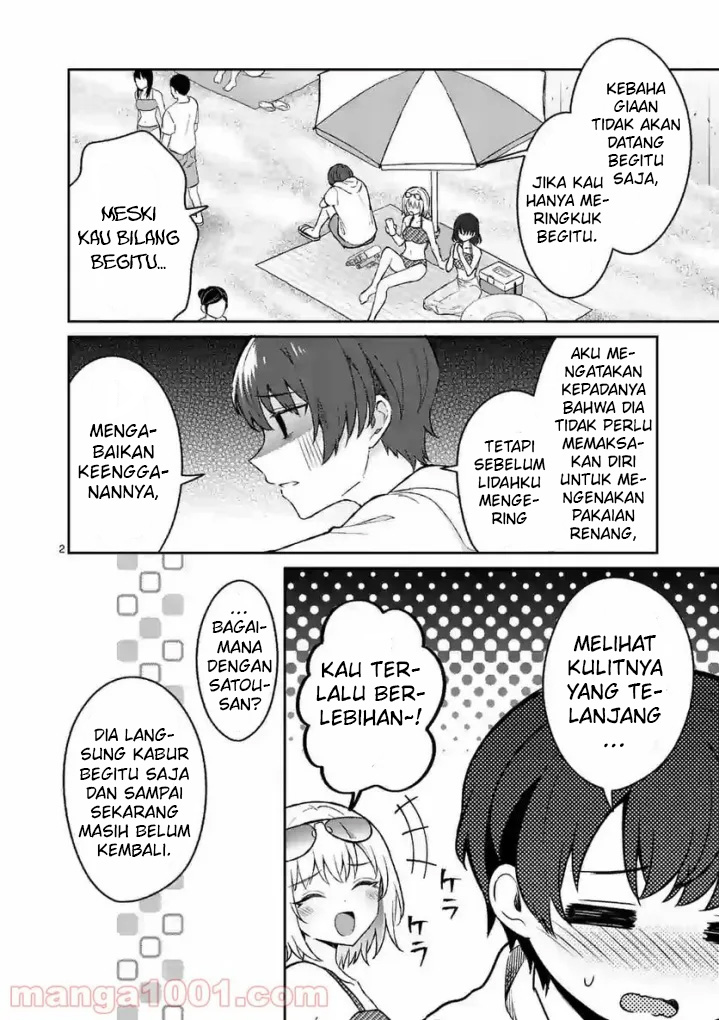 KEBAHA
GIAAN
TIDAK AKAN
DATANG
BEGITU
SAJA,
JIKA KAU
HANYA ME-
RINGKUK
BEGITU.
MESKI
KAU BILANG
BEGITU...
AKU ME-
NGATAKAN
KEPADANYA
BAHWA DIA
TIDAK PERLU
MEMAKSA-
KAN DIRI
UNTUK ME-
NGENAKAN
PAKAIAN
RENANG,
TETAPI
SEBELUM
LIDAHKU
MENGE-
RING
MENGA-
BAIKAN
KEENGGA-
NANNYA,
2
MELIHAT
KULITNYA
YANG TE-
LANJANG
...
KAU TER-
LALU BER-
LEBIHAN~!
ケラ
ケラ
...
BAGAI-
MANA
DENGAN
SATOU-
SAN?
DIA LANG-
SUNG KABUR
BEGITU SAJA
DAN SAMPAI
SEKARANG
MASIH BELUM
KEMBALI.
manga1001.com